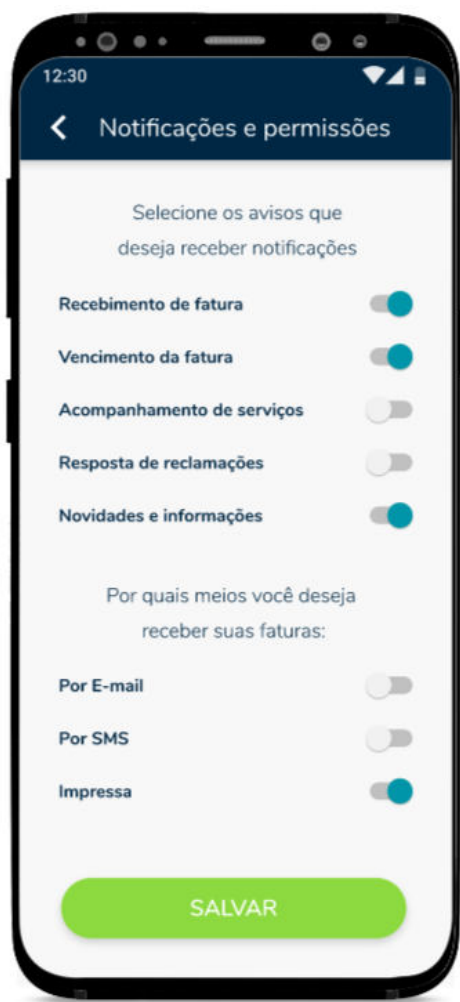 12:30
Notificações e permissões
Selecione os avisos que
deseja receber notificações
Recebimento de fatura
Vencimento da fatura
Acompanhamento de serviços
Resposta de reclamações
Novidades e informações
Por quais meios você deseja
receber suas faturas:
Por E-mail
Por SMS
Impressa
SALVAR